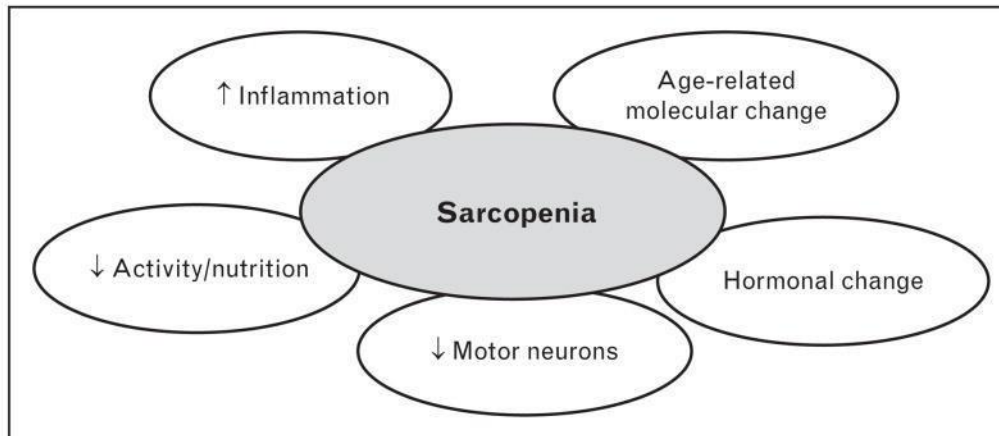 ↑ Inflammation
Age-related
molecular change
Sarcopenia
↓ Activity/nutrition
Hormonal change
↓ Motor neurons